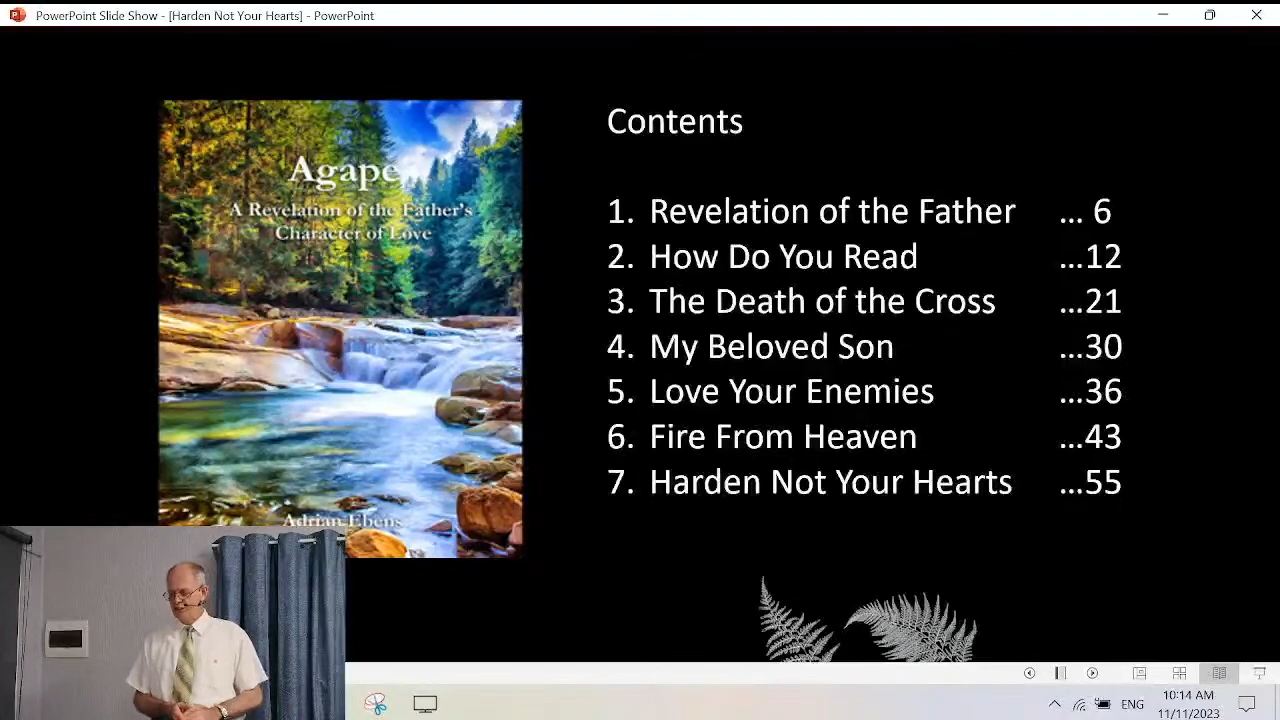 PowerPoint Slide Show - [Harden Not Your Hearts] - PowerPoint
Agape
A Revelation of the Father's
Character of Love
Adrian Ebens
Contents
1. Revelation of the Father ... 6
2. How Do You Read ...12
3. The Death of the Cross ...21
4. My Beloved Son ...30
5. Love Your Enemies ...36
6. Fire From Heaven ...43
7. Harden Not Your Hearts ...55
ENG
10:14 AM
11/11/2023